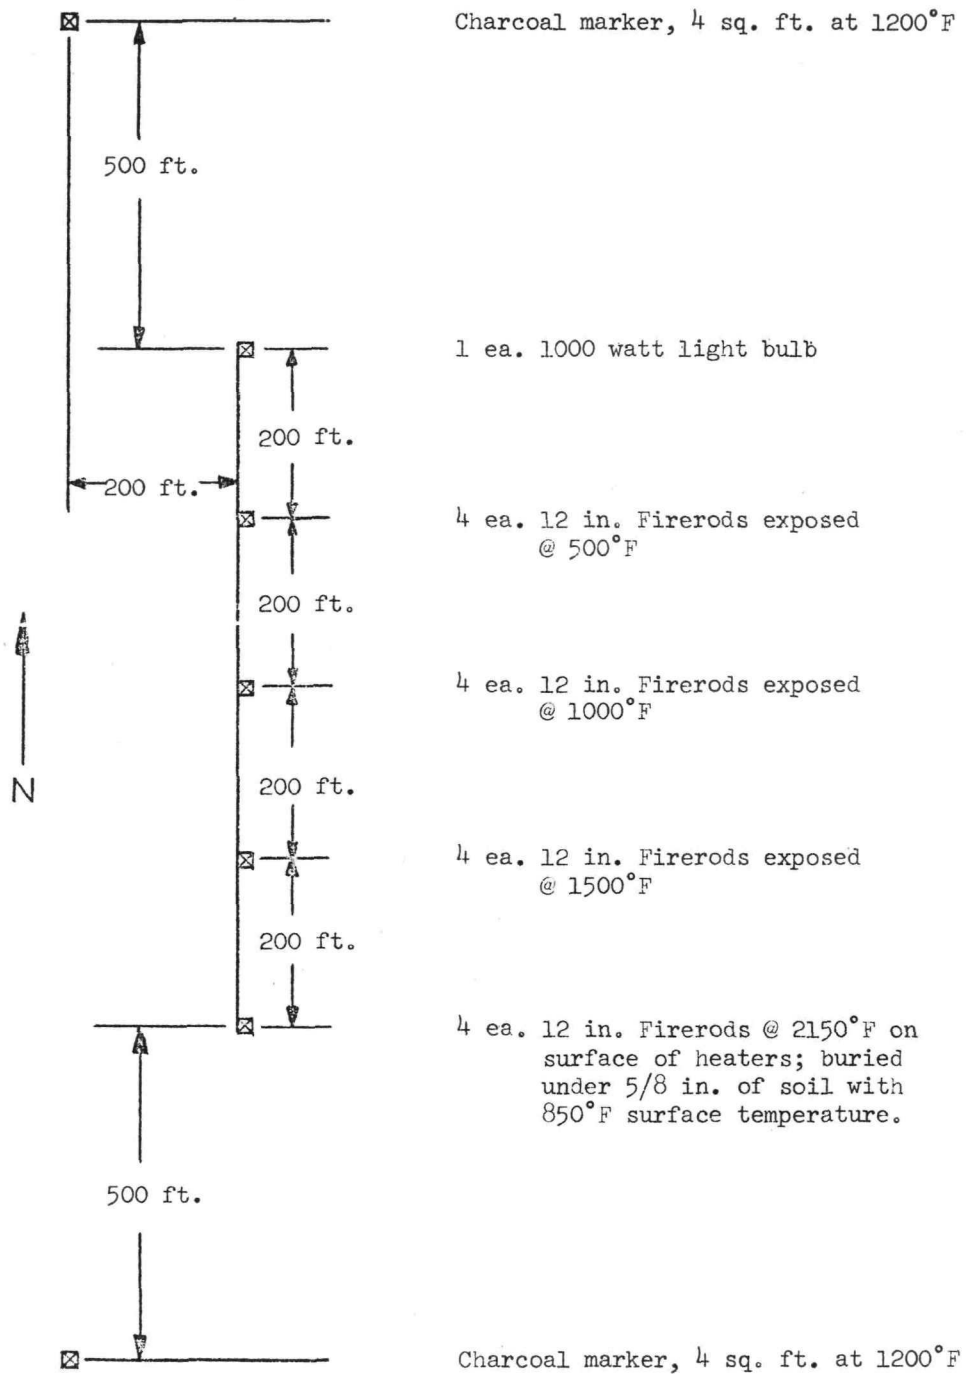 Charcoal marker, 4 sq. ft. at 1200°F
500 ft.
1 ea. 1000 watt light bulb
200 ft.
200 ft.
4 ea. 12 in. Firerods exposed
@ 500°F
200 ft.
4 ea. 12 in. Firerods exposed
@ 1000°F
N
200 ft.
4 ea. 12 in. Firerods exposed
@ 1500°F
200 ft.
4 ea. 12 in. Firerods @ 2150°F on
surface of heaters; buried
under 5/8 in. of soil with
850°F surface temperature.
500 ft.
Charcoal marker, 4 sq. ft. at 1200°F